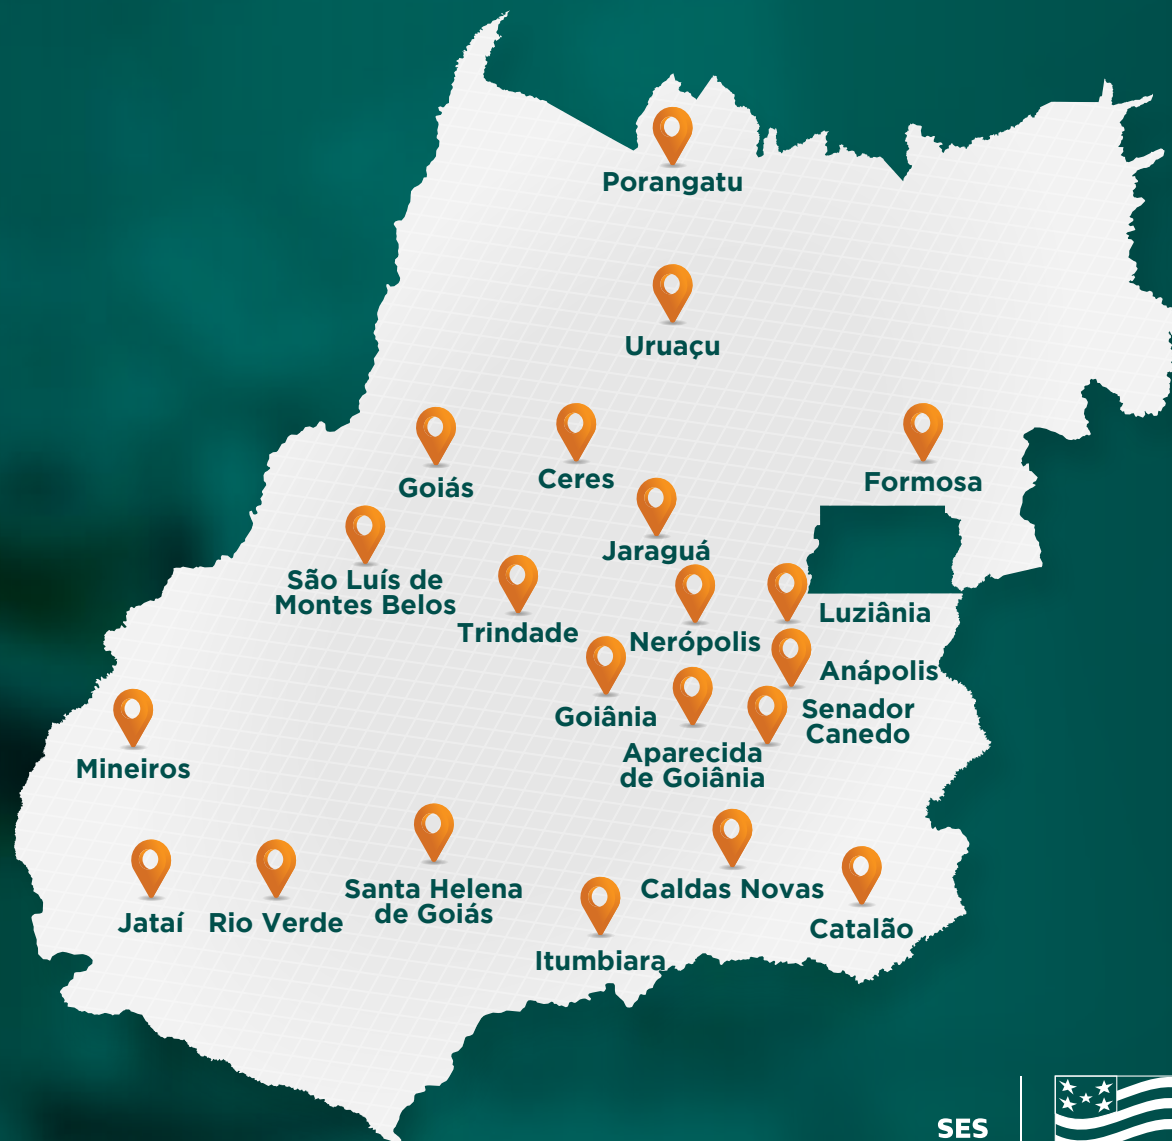 Porangatu
Uruaçu
Goiás
Ceres
Formosa
Jaraguá
São Luís de
Montes Belos
Trindade
Nerópolis
Luziânia
Anápolis
Goiânia
Senador
Canedo
Aparecida
de Goiânia
Mineiros
Jataí
Rio Verde
Santa Helena
de Goiás
Caldas Novas
Itumbiara
Catalão
SES